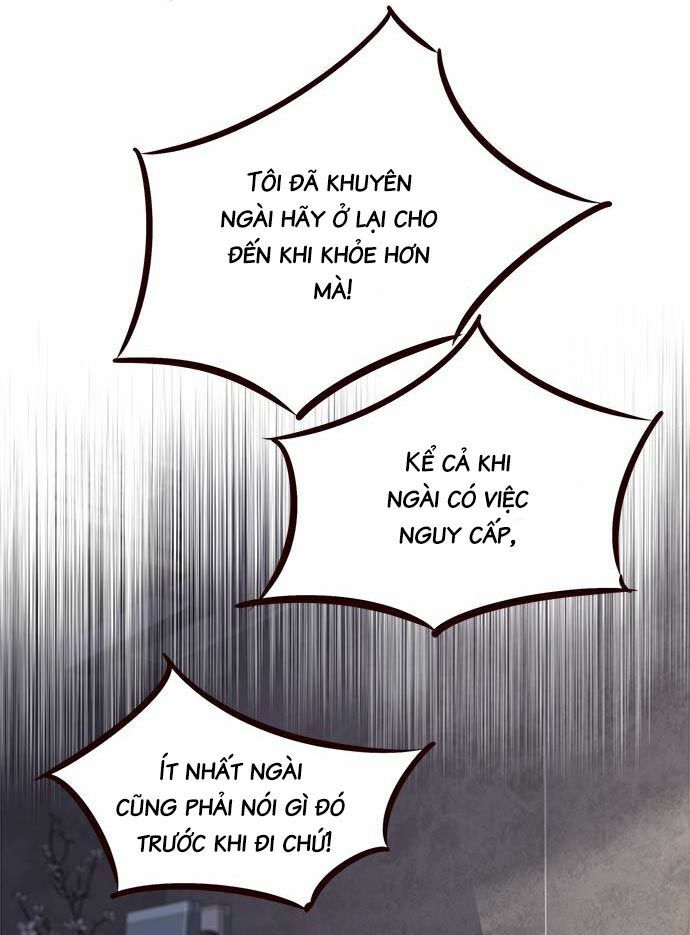 TÔI ĐÃ KHUYÊN
NGÀI HÃY Ở LẠI CHO
ĐẾN KHI KHỎE HƠN
MÀ!
KỂ CẢ KHI
NGÀI CÓ VIỆC
NGUY CẤP,
ÍT NHẤT NGÀI
CŨNG PHẢI NÓI GÌ ĐÓ
TRƯỚC KHI ĐI CHỨ!